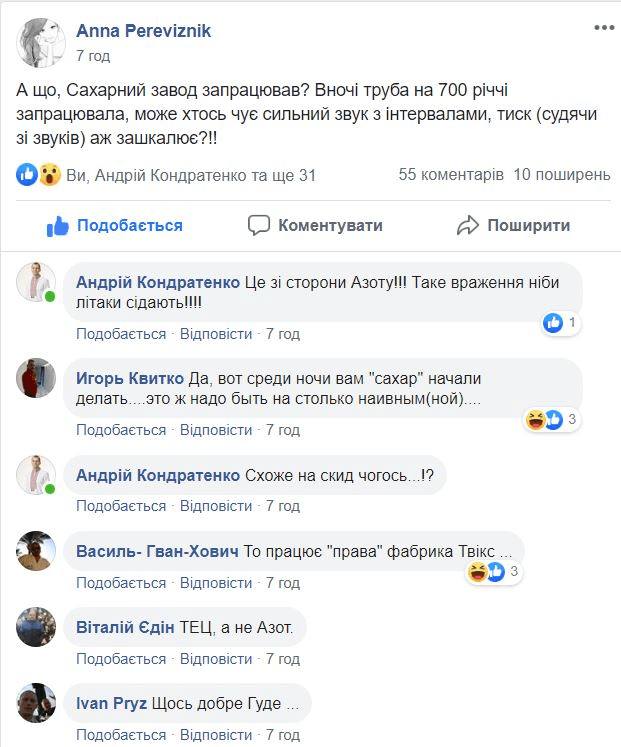 Anna Pereviznik
7 год
А що, Сахарний завод запрацював? Вночі труба на 700 річчі
запрацювала, може хтось чує сильний звук з інтервалами, тиск (судячи
зі звуків) аж зашкалює?!!
Ви, Андрій Кондратенко та ще 31 55 коментарів 10 поширень
Подобається Коментувати Поширити
Андрій Кондратенко Це зі сторони Азоту!!! Таке враження ніби
літаки сідають!!!!
1
Подобається · Відповісти · 7 год
Игорь Квитко Да, вот среди ночи вам "сахар" начали
делать....это ж надо быть на столько наивным(ной)....
3
Подобається · Відповісти · 7 год
Андрій Кондратенко Схоже на скид чогось...!?
Подобається · Відповісти · 7 год
Василь- Гван-Хович То працює "права" фабрика Твікс ...
3
Подобається · Відповісти · 7 год
Віталій Єдін ТЕЦ, а не Азот.
Подобається · Відповісти · 7 год
Ivan Pryz Щось добре Гуде ...
Подобається · Відповісти · 7 год